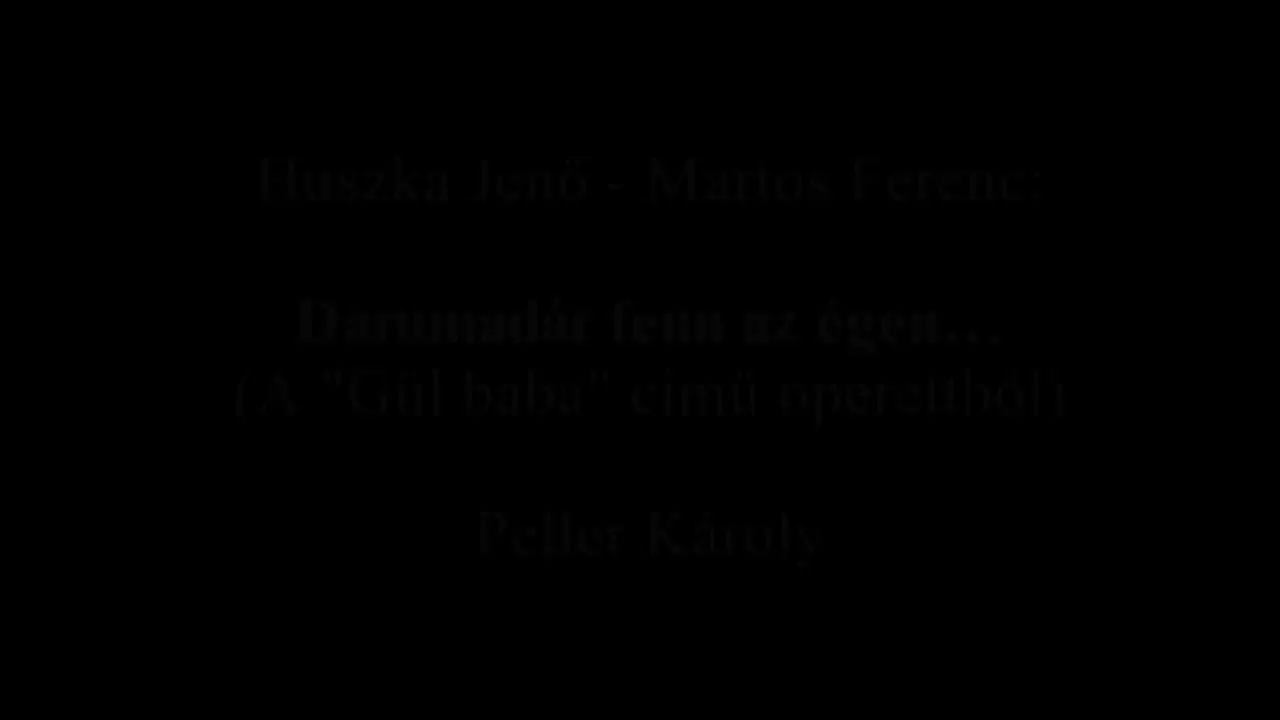 Huszka Jenő - Martos Ferenc:
Darumadár fenn az égen...
(A "Gül baba" című operettből)
Peller Károly